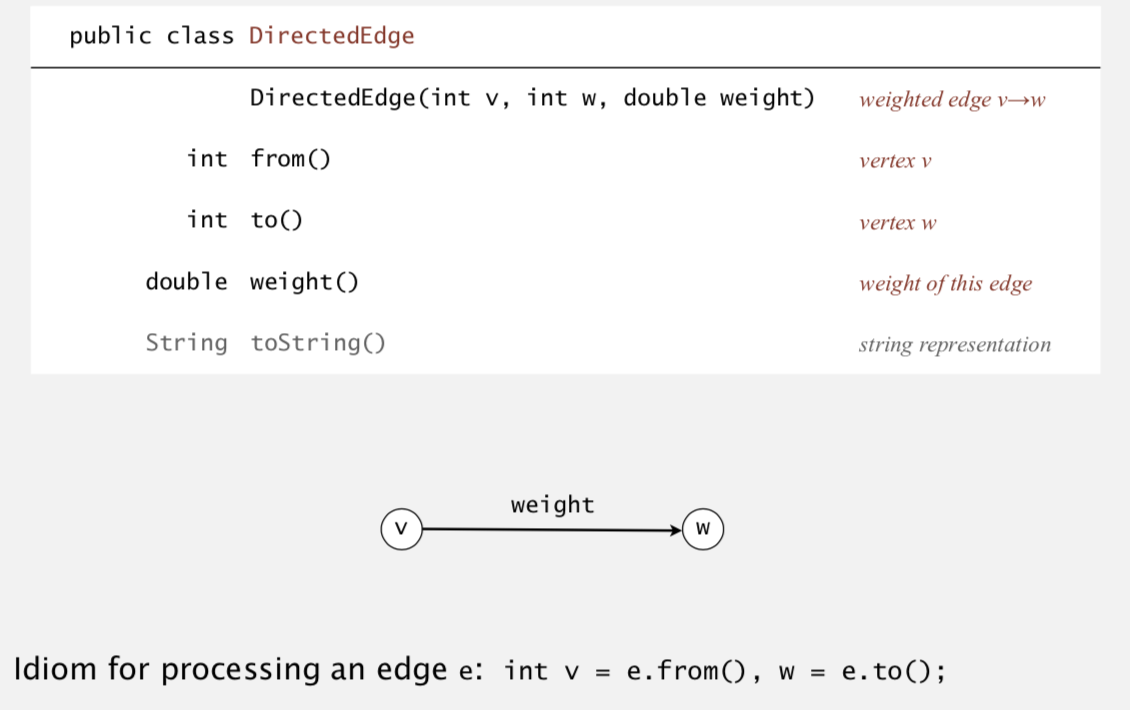 public class DirectedEdge
DirectedEdge(int v, int w, double weight) weighted edge v→w
int from() vertex v
int to() vertex w
double weight() weight of this edge
String toString() string representation
weight
v w
Idiom for processing an edge e: int v = e.from(), w = e.to();